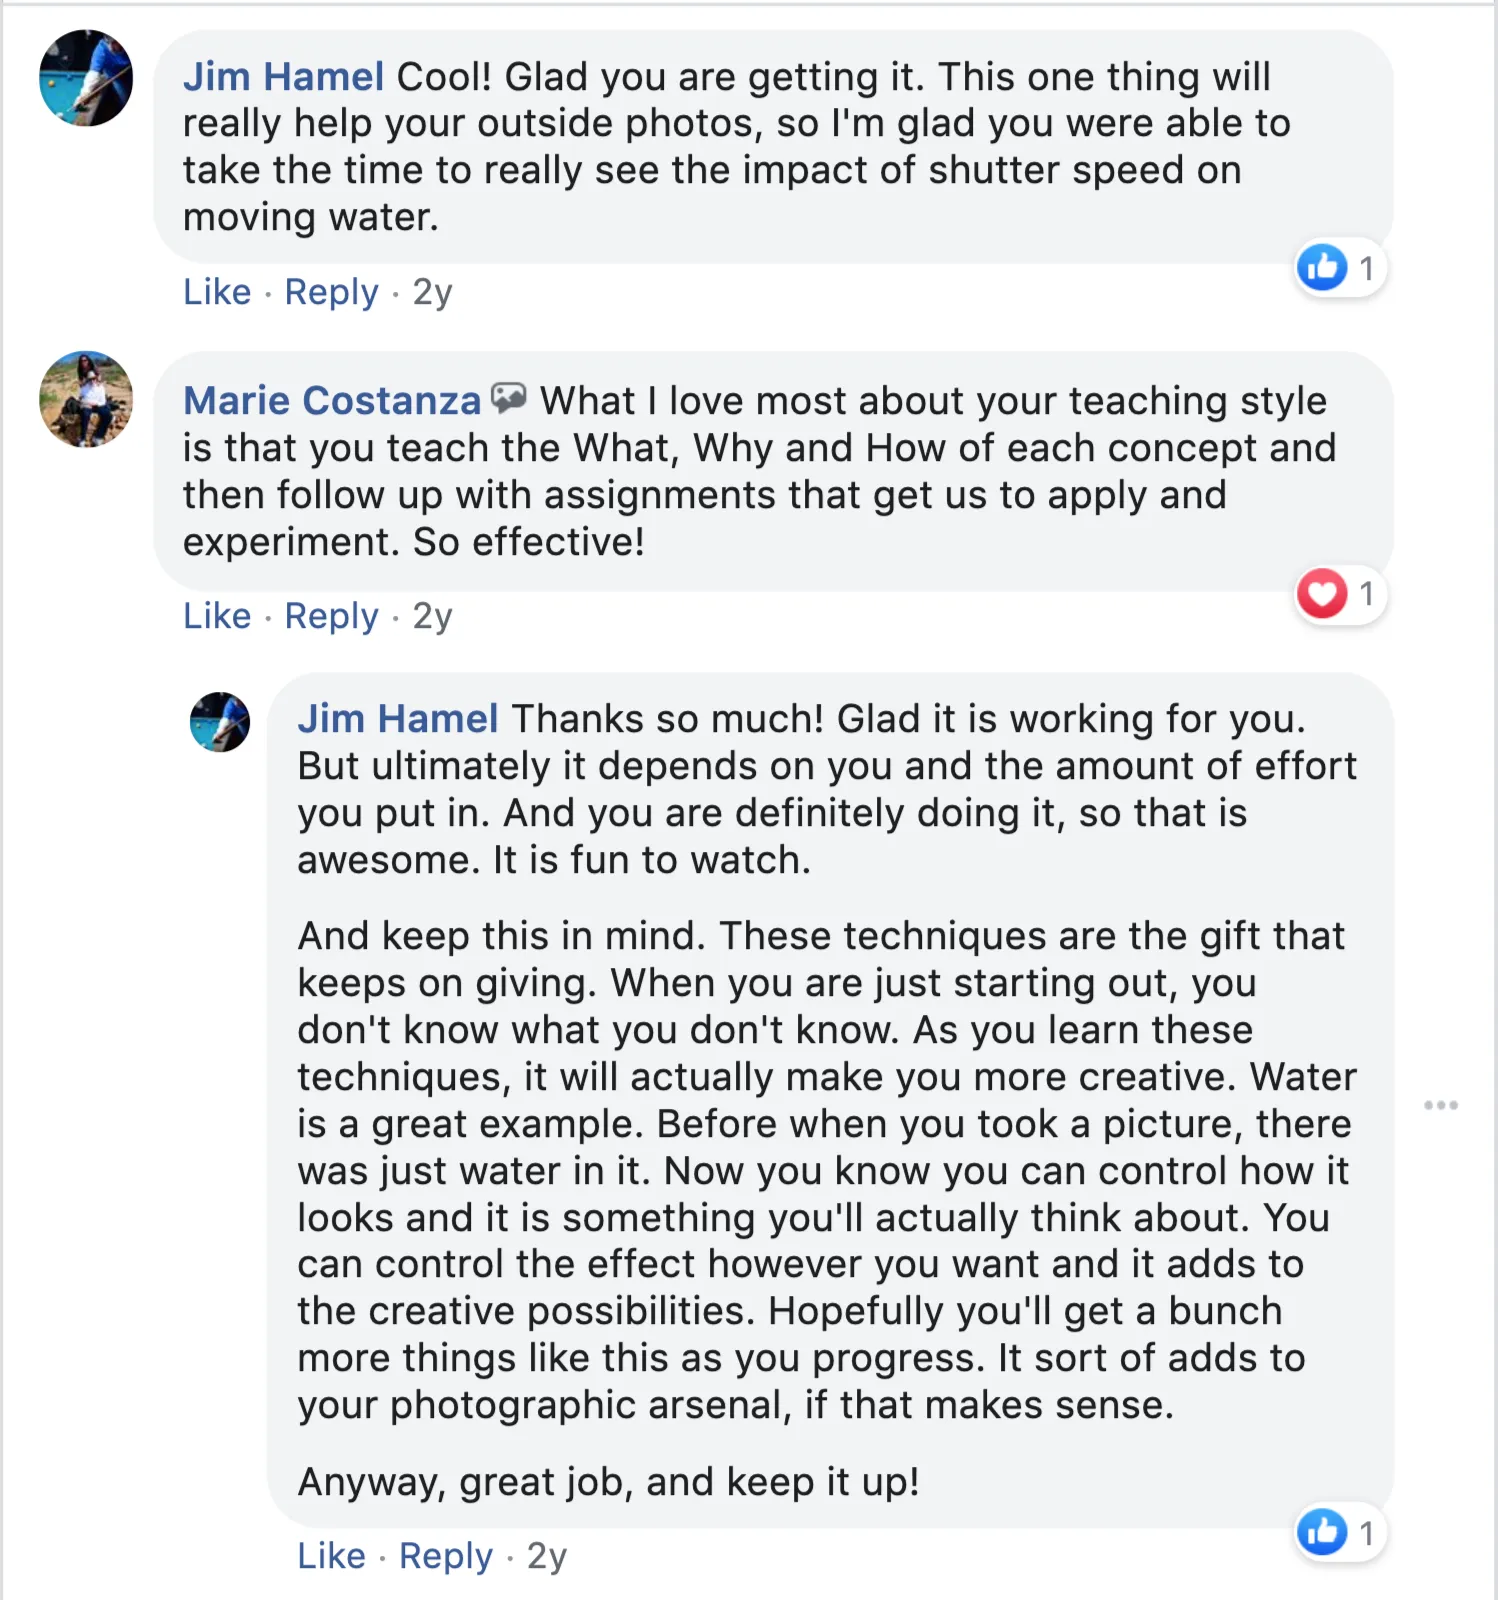 Jim Hamel Cool! Glad you are getting it. This one thing will
really help your outside photos, so I'm glad you were able to
take the time to really see the impact of shutter speed on
moving water.
1
Like · Reply · 2y
Marie Costanza What I love most about your teaching style
is that you teach the What, Why and How of each concept and
then follow up with assignments that get us to apply and
experiment. So effective!
1
Like · Reply · 2y
Jim Hamel Thanks so much! Glad it is working for you.
But ultimately it depends on you and the amount of effort
you put in. And you are definitely doing it, so that is
awesome. It is fun to watch.
And keep this in mind. These techniques are the gift that
keeps on giving. When you are just starting out, you
don't know what you don't know. As you learn these
techniques, it will actually make you more creative. Water
is a great example. Before when you took a picture, there
was just water in it. Now you know you can control how it
looks and it is something you'll actually think about. You
can control the effect however you want and it adds to
the creative possibilities. Hopefully you'll get a bunch
more things like this as you progress. It sort of adds to
your photographic arsenal, if that makes sense.
Anyway, great job, and keep it up!
1
Like · Reply · 2y